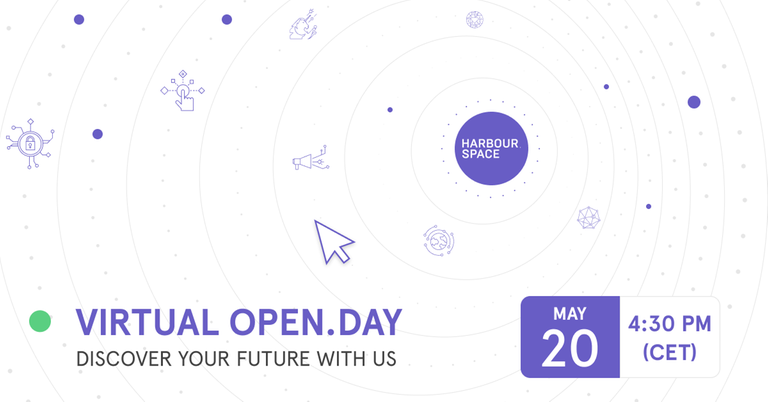 HARBOUR.
SPACE
VIRTUAL OPEN.DAY
DISCOVER YOUR FUTURE WITH US
MAY
20
4:30 PM
(CET)